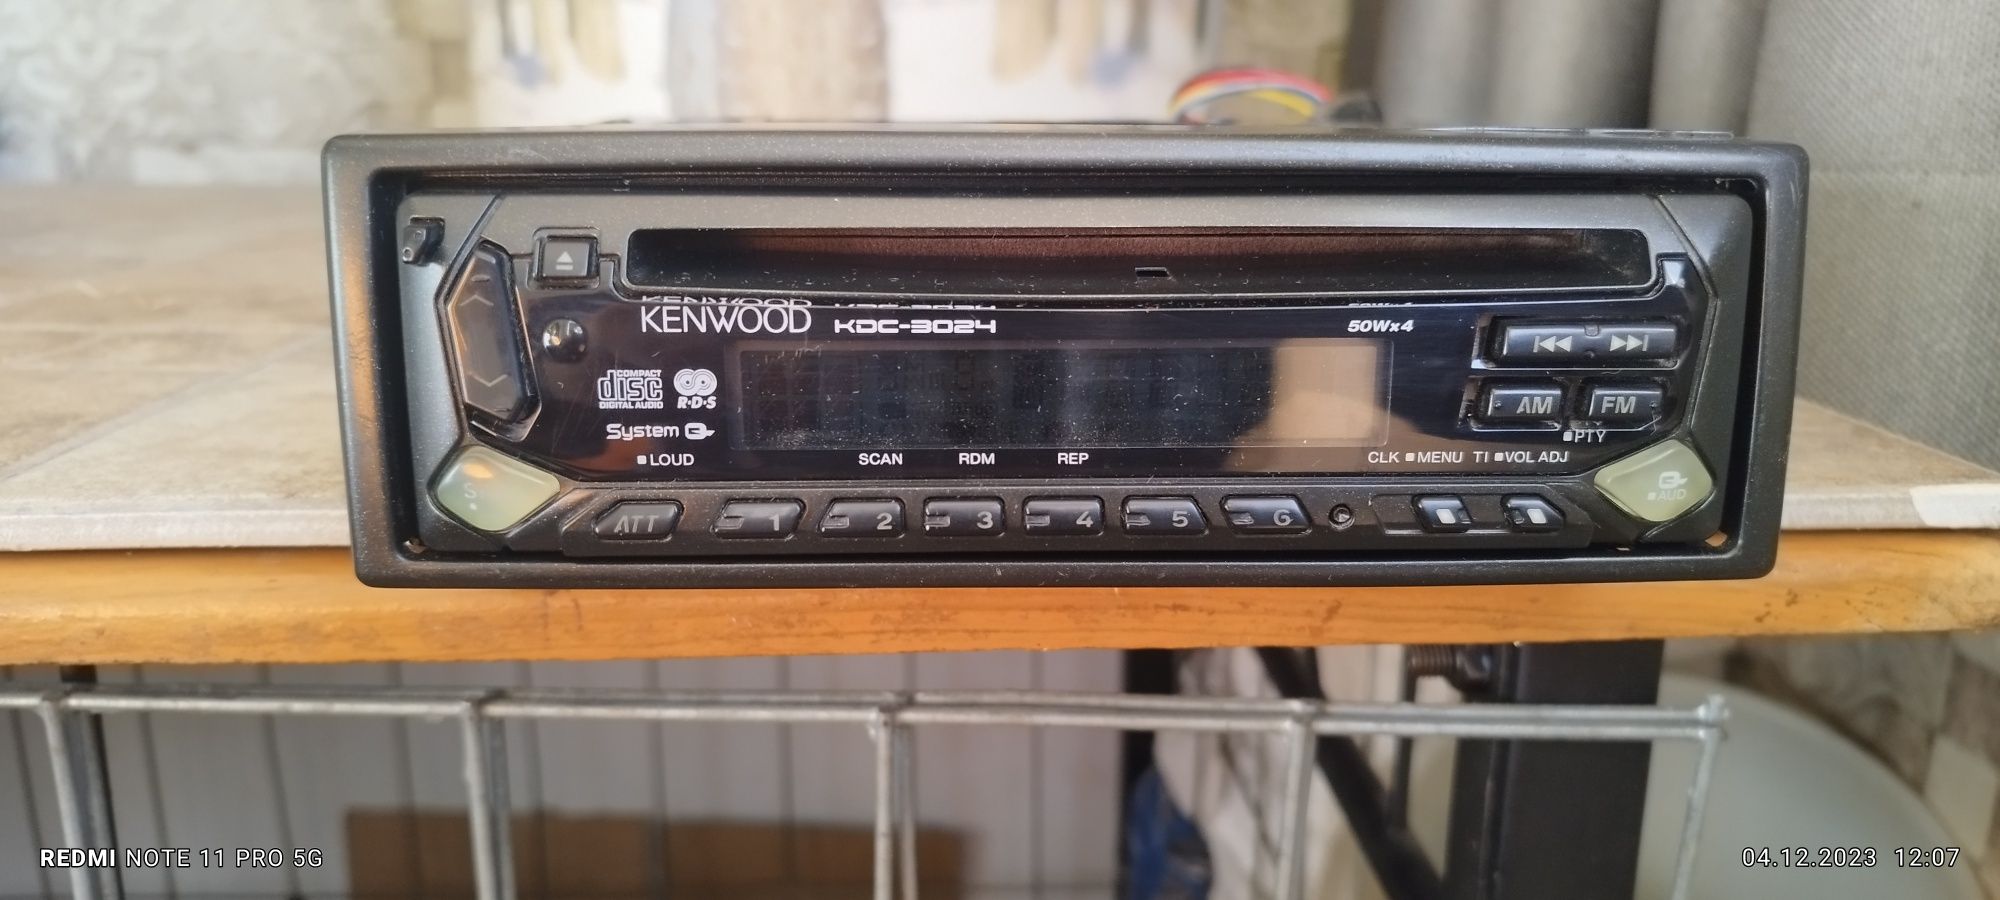 KENWOOD KDC-3024 50Wx4
COMPACT
disc
DIGITAL AUDIO
R·D·S
AM FM
System Q
PTY
LOUD SCAN RDM REP CLK MENU TI VOL ADJ
Q
AUD
ATT 1 2 3 4 5 6
REDMI NOTE 11 PRO 5G
04.12.2023 12:07